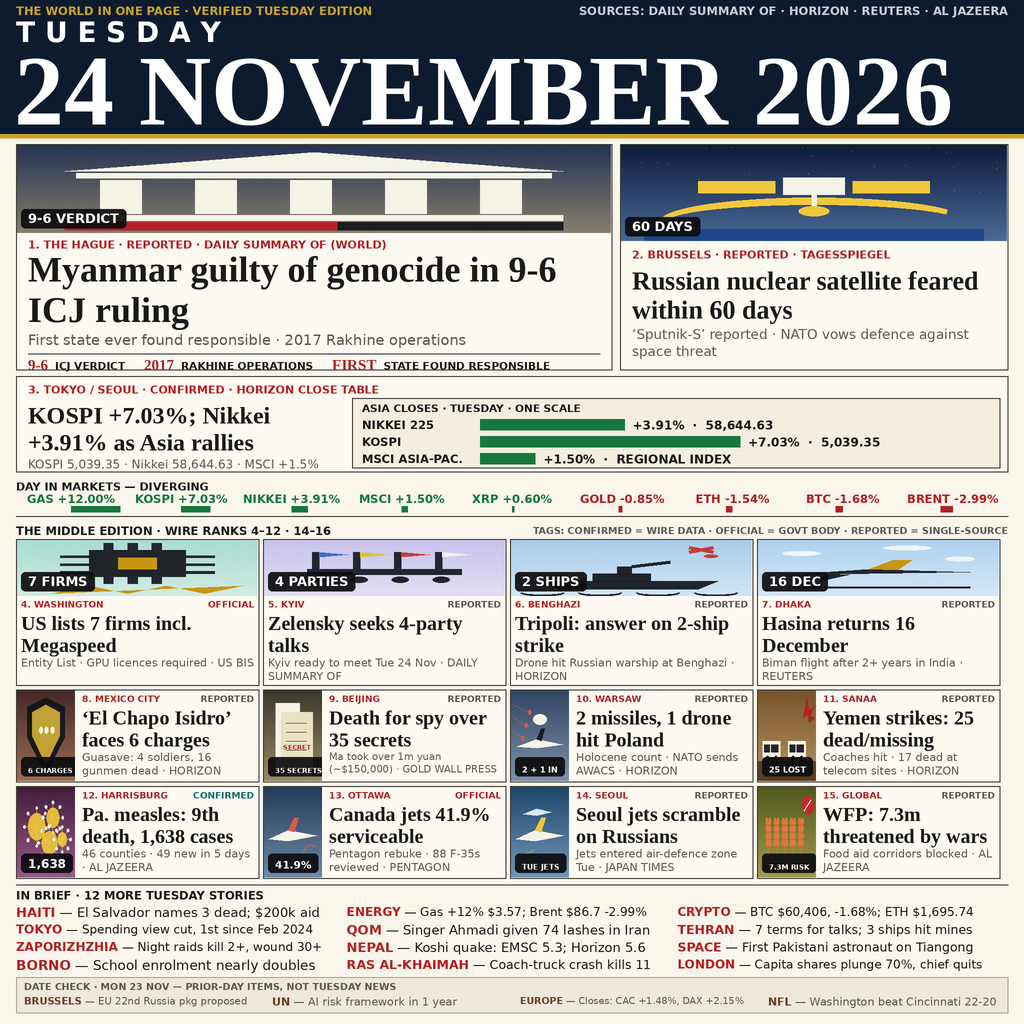 THE WORLD IN ONE PAGE · VERIFIED TUESDAY EDITION
SOURCES: DAILY SUMMARY OF · HORIZON · REUTERS · AL JAZEERA
TUESDAY
24 NOVEMBER 2026
9-6 VERDICT
1. THE HAGUE · REPORTED · DAILY SUMMARY OF (WORLD)
Myanmar guilty of genocide in 9-6
ICJ ruling
First state ever found responsible · 2017 Rakhine operations
9-6 ICJ VERDICT 2017 RAKHINE OPERATIONS FIRST STATE FOUND RESPONSIBLE
60 DAYS
2. BRUSSELS · REPORTED · TAGESSPIEGEL
Russian nuclear satellite feared
within 60 days
‘Sputnik-S’ reported · NATO vows defence against
space threat
3. TOKYO / SEOUL · CONFIRMED · HORIZON CLOSE TABLE
KOSPI +7.03%; Nikkei
+3.91% as Asia rallies
KOSPI 5,039.35 · Nikkei 58,644.63 · MSCI +1.5%
ASIA CLOSES · TUESDAY · ONE SCALE
NIKKEI 225 +3.91% · 58,644.63
KOSPI +7.03% · 5,039.35
MSCI ASIA-PAC. +1.50% · REGIONAL INDEX
DAY IN MARKETS — DIVERGING
GAS +12.00% KOSPI +7.03% NIKKEI +3.91% MSCI +1.50% XRP +0.60% GOLD -0.85% ETH -1.54% BTC -1.68% BRENT -2.99%
THE MIDDLE EDITION · WIRE RANKS 4–12 · 14–16
TAGS: CONFIRMED = WIRE DATA · OFFICIAL = GOVT BODY · REPORTED = SINGLE-SOURCE
7 FIRMS
4. WASHINGTON OFFICIAL
US lists 7 firms incl.
Megaspeed
Entity List · GPU licences required · US BIS
4 PARTIES
5. KYIV REPORTED
Zelensky seeks 4-party
talks
Kyiv ready to meet Tue 24 Nov · DAILY
SUMMARY OF
2 SHIPS
6. BENGHAZI REPORTED
Tripoli: answer on 2-ship
strike
Drone hit Russian warship at Benghazi ·
HORIZON
16 DEC
7. DHAKA REPORTED
Hasina returns 16
December
Biman flight after 2+ years in India ·
REUTERS
6 CHARGES
8. MEXICO CITY REPORTED
‘El Chapo Isidro’
faces 6 charges
Guasave: 4 soldiers, 16
gunmen dead · HORIZON
SECRET
35 SECRETS
9. BEIJING REPORTED
Death for spy over
35 secrets
Ma took over 1m yuan
(~$150,000) · GOLD WALL PRESS
2 + 1 IN
10. WARSAW REPORTED
2 missiles, 1 drone
hit Poland
Holocene count · NATO sends
AWACS · HORIZON
25 LOST
11. SANAA REPORTED
Yemen strikes: 25
dead/missing
Coaches hit · 17 dead at
telecom sites · HORIZON
1,638
12. HARRISBURG CONFIRMED
Pa. measles: 9th
death, 1,638 cases
46 counties · 49 new in 5 days
· AL JAZEERA
41.9%
13. OTTAWA OFFICIAL
Canada jets 41.9%
serviceable
Pentagon rebuke · 88 F-35s
reviewed · PENTAGON
TUE JETS
14. SEOUL REPORTED
Seoul jets scramble
on Russians
Jets entered air-defence zone
Tue · JAPAN TIMES
7.3M RISK
15. GLOBAL REPORTED
WFP: 7.3m
threatened by wars
Food aid corridors blocked · AL
JAZEERA
IN BRIEF · 12 MORE TUESDAY STORIES
HAITI — El Salvador names 3 dead; $200k aid
TOKYO — Spending view cut, 1st since Feb 2024
ZAPORIZHZHIA — Night raids kill 2+, wound 30+
BORNO — School enrolment nearly doubles
ENERGY — Gas +12% $3.57; Brent $86.7 -2.99%
QOM — Singer Ahmadi given 74 lashes in Iran
NEPAL — Koshi quake: EMSC 5.3; Horizon 5.6
RAS AL-KHAIMAH — Coach-truck crash kills 11
CRYPTO — BTC $60,406, -1.68%; ETH $1,695.74
TEHRAN — 7 terms for talks; 3 ships hit mines
SPACE — First Pakistani astronaut on Tiangong
LONDON — Capita shares plunge 70%, chief quits
DATE CHECK · MON 23 NOV — PRIOR-DAY ITEMS, NOT TUESDAY NEWS
BRUSSELS — EU 22nd Russia pkg proposed UN — AI risk framework in 1 year EUROPE — Closes: CAC +1.48%, DAX +2.15% NFL — Washington beat Cincinnati 22-20